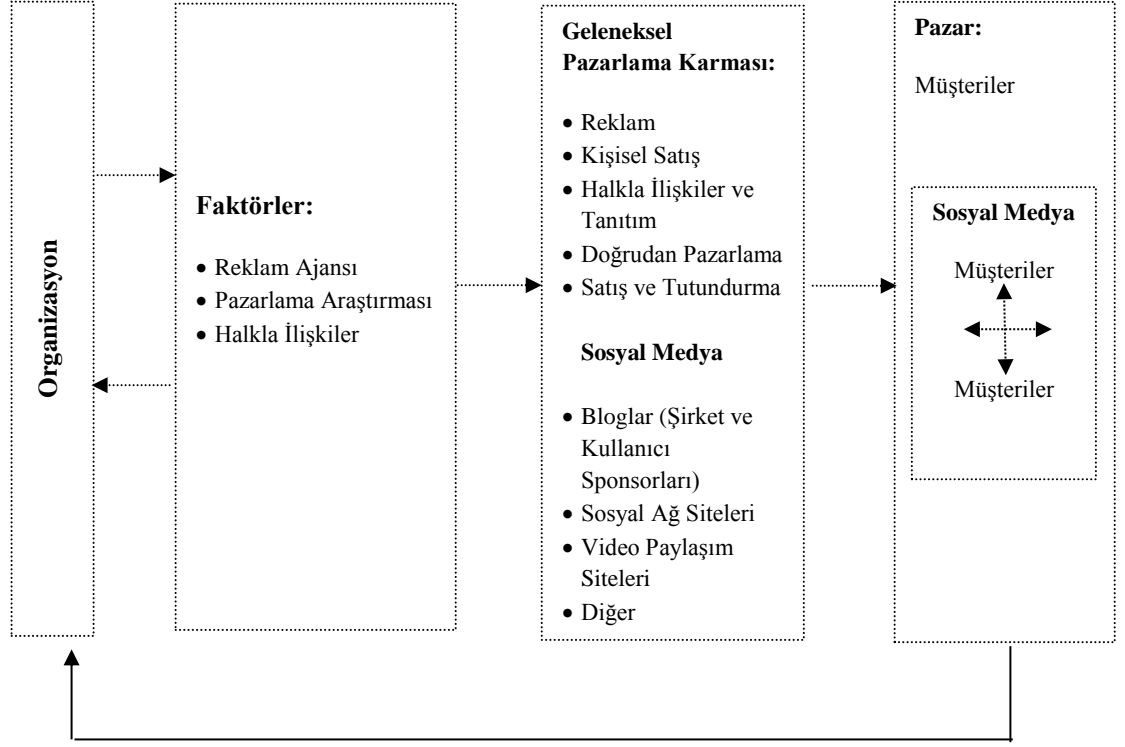 Organizasyon
Faktörler:
• Reklam Ajansı
• Pazarlama Araştırması
• Halkla İlişkiler
Geleneksel
Pazarlama Karması:
• Reklam
• Kişisel Satış
• Halkla İlişkiler ve
Tanıtım
• Doğrudan Pazarlama
• Satış ve Tutundurma
Sosyal Medya
• Bloglar (Şirket ve
Kullanıcı
Sponsorları)
• Sosyal Ağ Siteleri
• Video Paylaşım
Siteleri
• Diğer
Pazar:
Müşteriler
Sosyal Medya
Müşteriler
Müşteriler